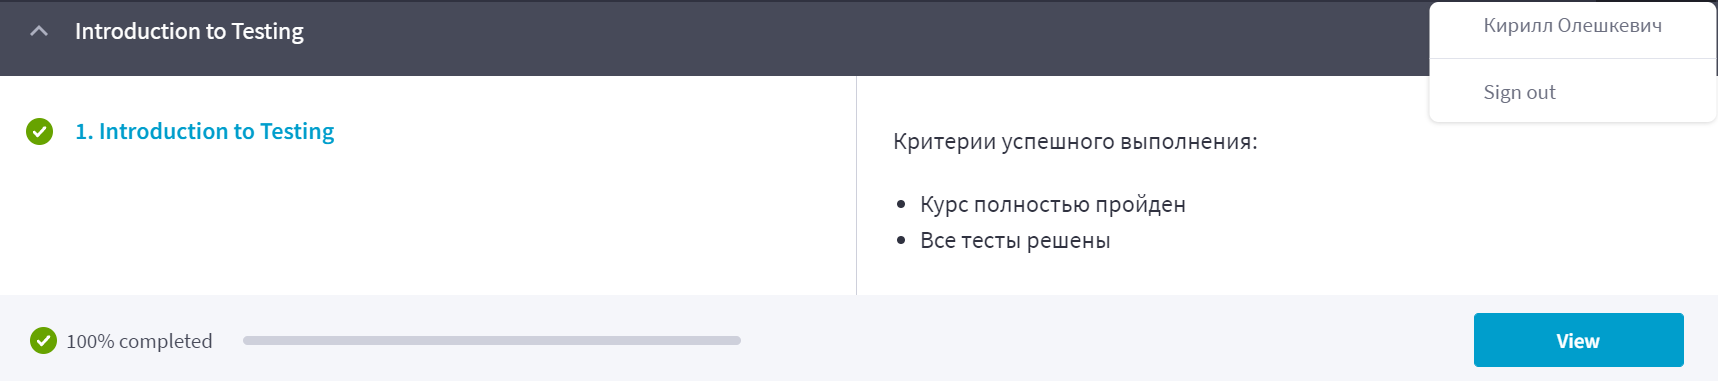 Introduction to Testing
Кирилл Олешкевич
Sign out
1. Introduction to Testing
Критерии успешного выполнения:
Курс полностью пройден
Все тесты решены
100% completed
View